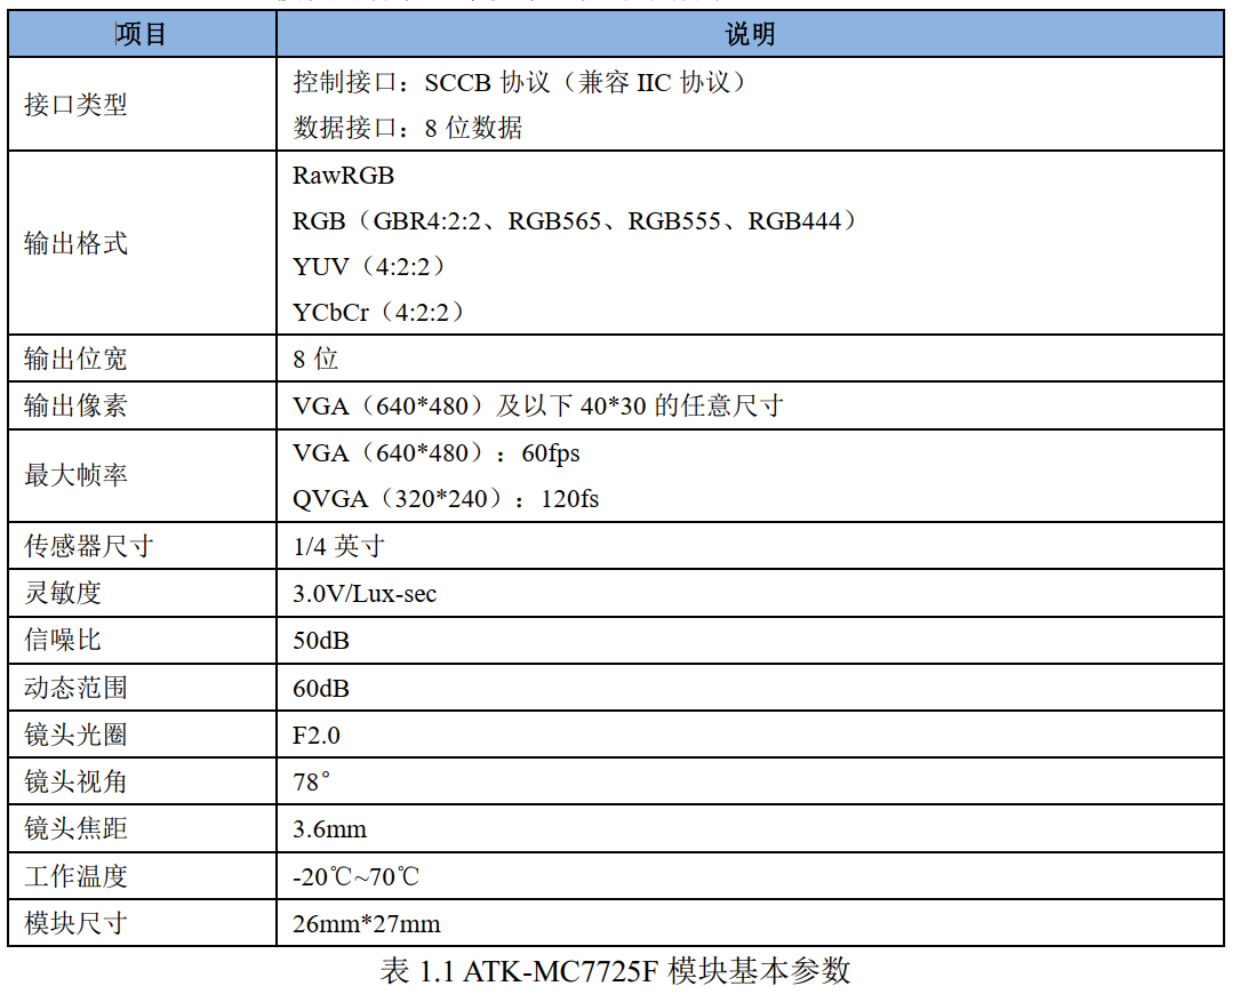 项目 说明
接口类型 控制接口：SCCB 协议（兼容 IIC 协议）
数据接口：8 位数据
输出格式 RawRGB
RGB（GBR4:2:2、RGB565、RGB555、RGB444）
YUV（4:2:2）
YCbCr（4:2:2）
输出位宽 8 位
输出像素 VGA（640*480）及以下 40*30 的任意尺寸
最大帧率 VGA（640*480）：60fps
QVGA（320*240）：120fs
传感器尺寸 1/4 英寸
灵敏度 3.0V/Lux-sec
信噪比 50dB
动态范围 60dB
镜头光圈 F2.0
镜头视角 78°
镜头焦距 3.6mm
工作温度 -20℃~70℃
模块尺寸 26mm*27mm
表 1.1 ATK-MC7725F 模块基本参数